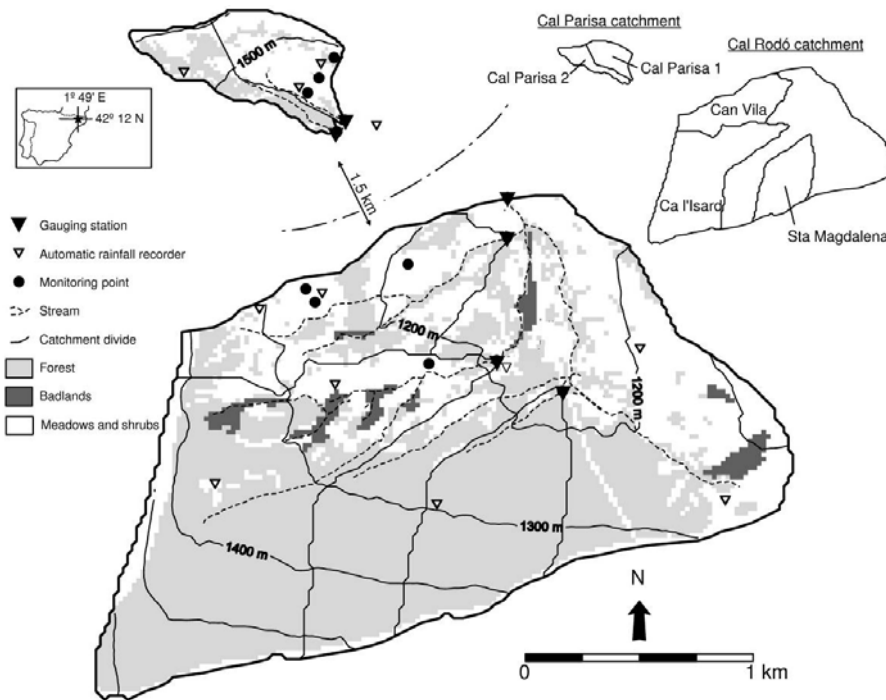 Cal Parisa catchment
Cal Parisa 2
Cal Parisa 1
Cal Rodó catchment
Can Vila
Ca l'Isard
Sta Magdalena
1º 49' E
42º 12 N
1500 m
1.5 km
Gauging station
Automatic rainfall recorder
Monitoring point
Stream
Catchment divide
Forest
Badlands
Meadows and shrubs
1200 m
1200 m
1300 m
1400 m
N
0
1 km